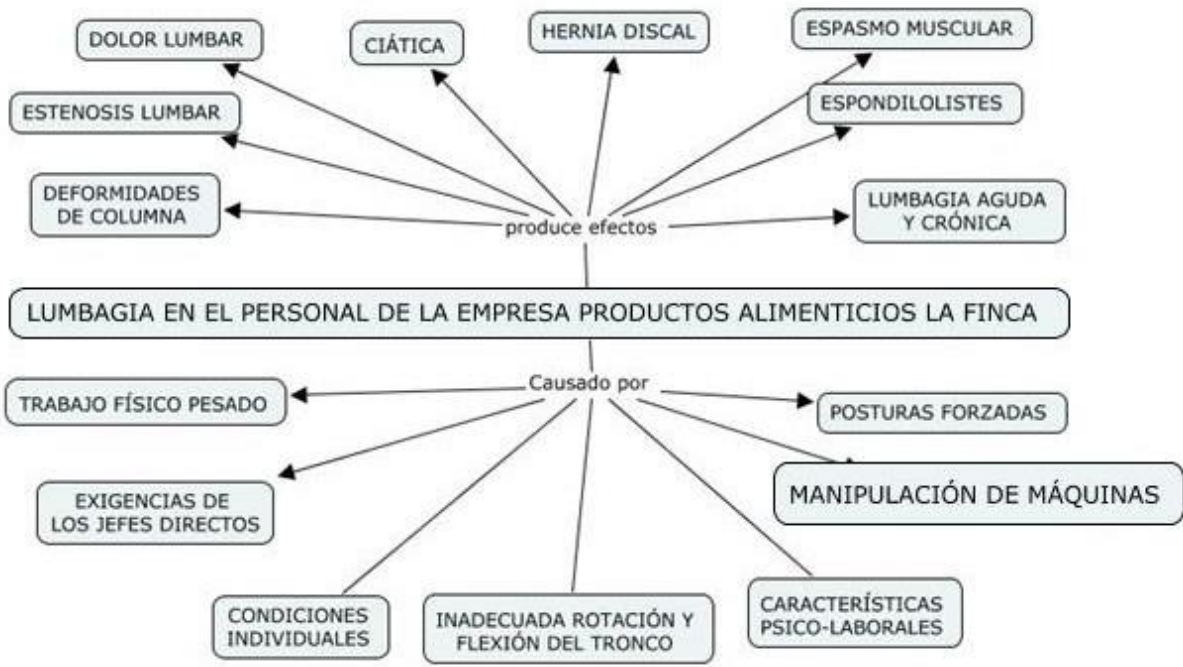 DOLOR LUMBAR
CIÁTICA
HERNIA DISCAL
ESPASMO MUSCULAR
ESTENOSIS LUMBAR
ESPONDILOLISTES
DEFORMIDADES
DE COLUMNA
LUMBAGIA AGUDA
Y CRÓNICA
produce efectos
LUMBAGIA EN EL PERSONAL DE LA EMPRESA PRODUCTOS ALIMENTICIOS LA FINCA
Causado por
TRABAJO FÍSICO PESADO
POSTURAS FORZADAS
EXIGENCIAS DE
LOS JEFES DIRECTOS
MANIPULACIÓN DE MÁQUINAS
CONDICIONES
INDIVIDUALES
INADECUADA ROTACIÓN Y
FLEXIÓN DEL TRONCO
CARACTERÍSTICAS
PSICO-LABORALES